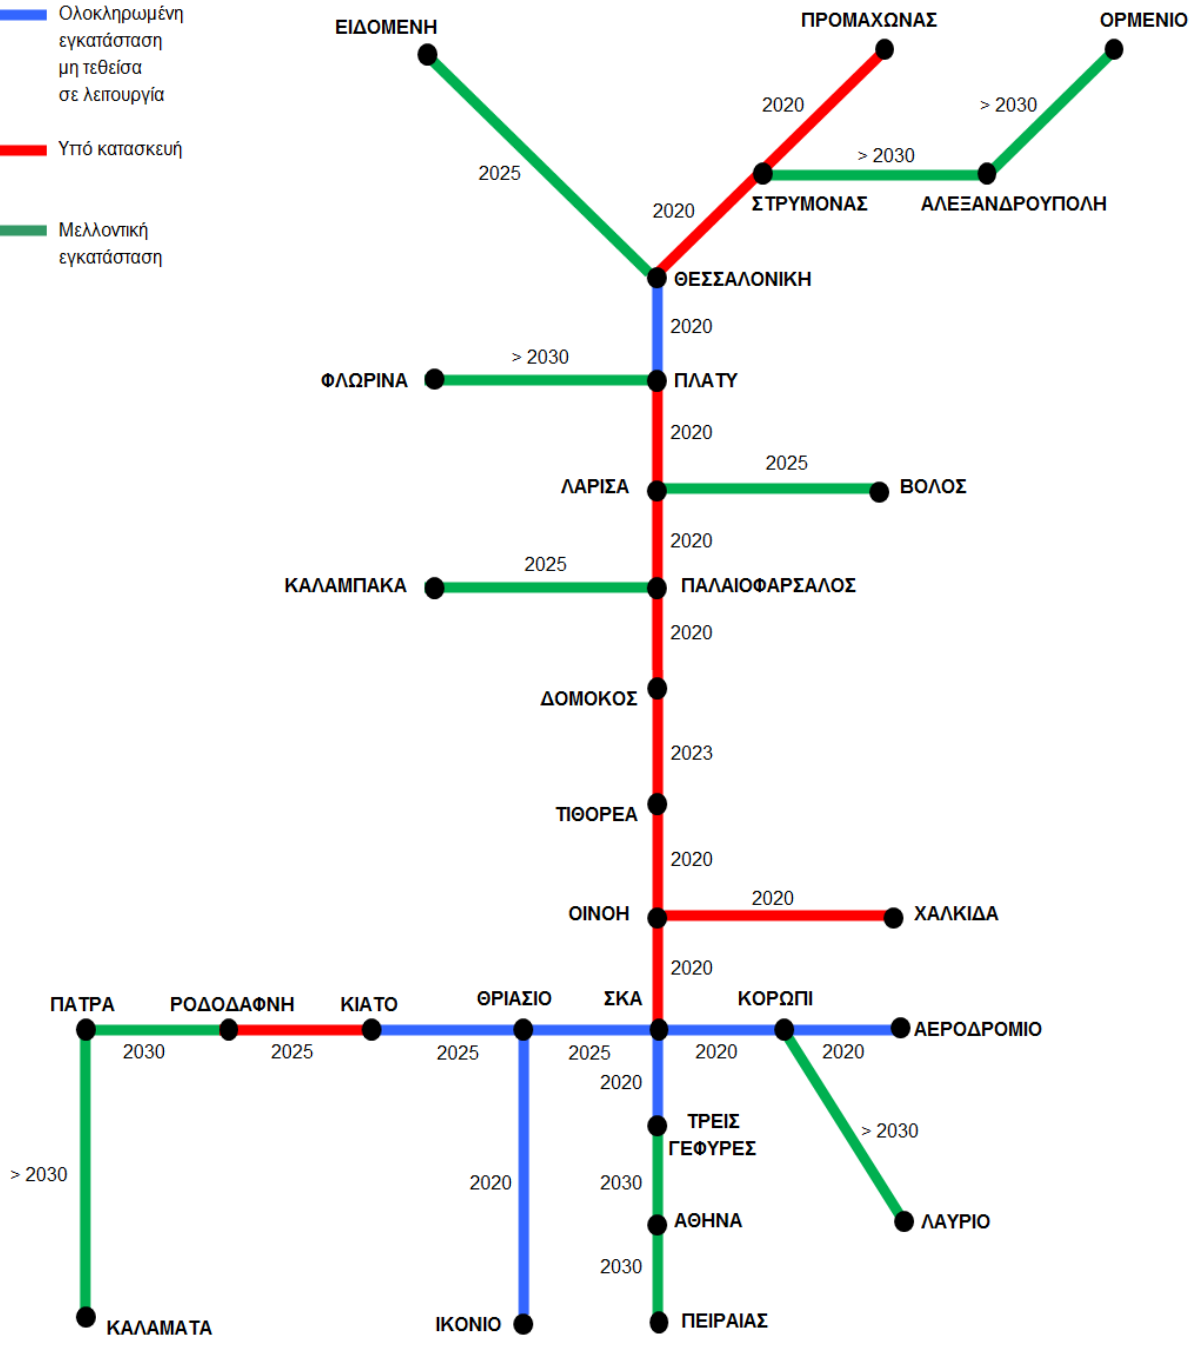 Ολοκληρωμένη
εγκατάσταση
μη τεθείσα
σε λειτουργία
Υπό κατασκευή
Μελλοντική
εγκατάσταση
ΕΙΔΟΜΕΝΗ
ΠΡΟΜΑΧΩΝΑΣ
ΟΡΜΕΝΙΟ
2020
> 2030
2025
> 2030
2020
ΣΤΡΥΜΟΝΑΣ
ΑΛΕΞΑΝΔΡΟΥΠΟΛΗ
ΘΕΣΣΑΛΟΝΙΚΗ
2020
> 2030
ΦΛΩΡΙΝΑ
ΠΛΑΤΥ
2020
2025
ΛΑΡΙΣΑ
ΒΟΛΟΣ
2020
2025
ΚΑΛΑΜΠΑΚΑ
ΠΑΛΑΙΟΦΑΡΣΑΛΟΣ
2020
ΔΟΜΟΚΟΣ
2023
ΤΙΘΟΡΕΑ
2020
2020
ΟΙΝΟΗ
ΧΑΛΚΙΔΑ
2020
ΠΑΤΡΑ
ΡΟΔΟΔΑΦΝΗ
ΚΙΑΤΟ
ΘΡΙΑΣΙΟ
ΣΚΑ
ΚΟΡΩΠΙ
ΑΕΡΟΔΡΟΜΙΟ
2030
2025
2025
2025
2020
2020
2020
ΤΡΕΙΣ
ΓΕΦΥΡΕΣ
> 2030
> 2030
2020
2030
ΑΘΗΝΑ
ΛΑΥΡΙΟ
2030
ΚΑΛΑΜΑΤΑ
ΙΚΟΝΙΟ
ΠΕΙΡΑΙΑΣ